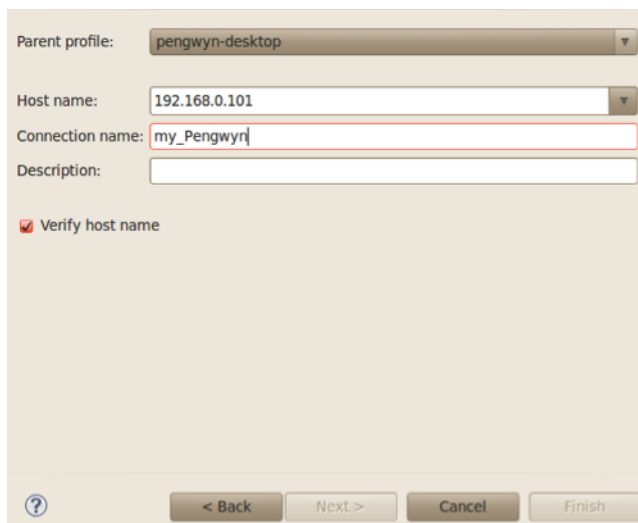 Parent profile: pengwyn-desktop
Host name: 192.168.0.101
Connection name: my_Pengwyn
Description:
Verify host name
? < Back Next > Cancel Finish